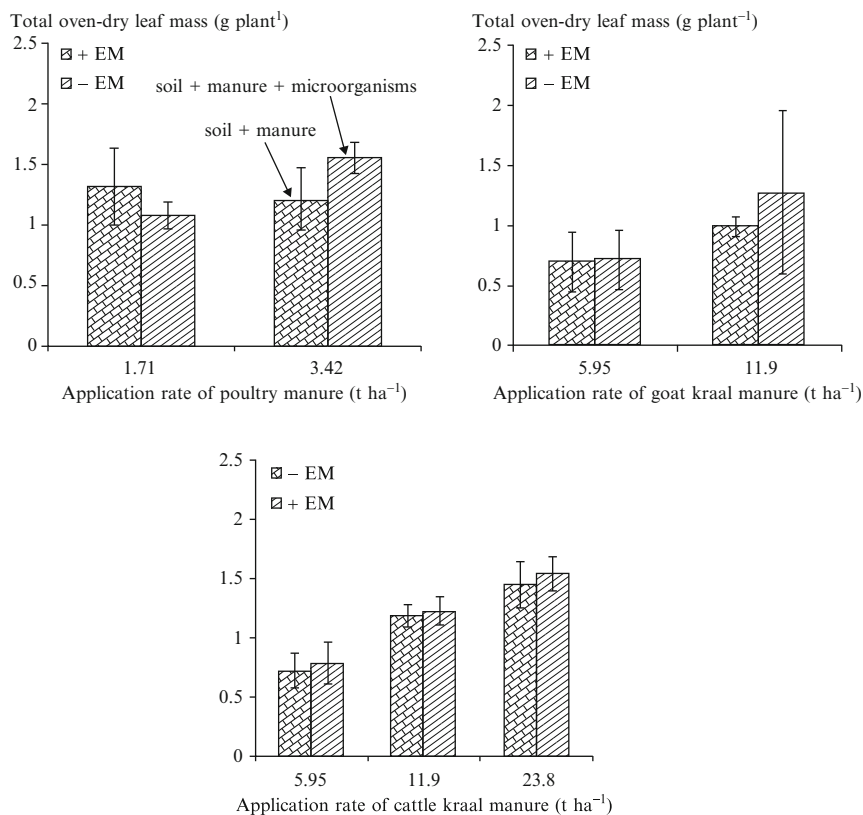 Total oven-dry leaf mass (g plant¹)
2.5
2
1.5
1
0.5
0
+ EM
− EM
soil + manure + microorganisms
soil + manure
1.71 3.42
Application rate of poultry manure (t ha⁻¹)
Total oven-dry leaf mass (g plant⁻¹)
2.5
2
1.5
1
0.5
0
+ EM
− EM
5.95 11.9
Application rate of goat kraal manure (t ha⁻¹)
2.5
2
1.5
1
0.5
0
− EM
+ EM
5.95 11.9 23.8
Application rate of cattle kraal manure (t ha⁻¹)